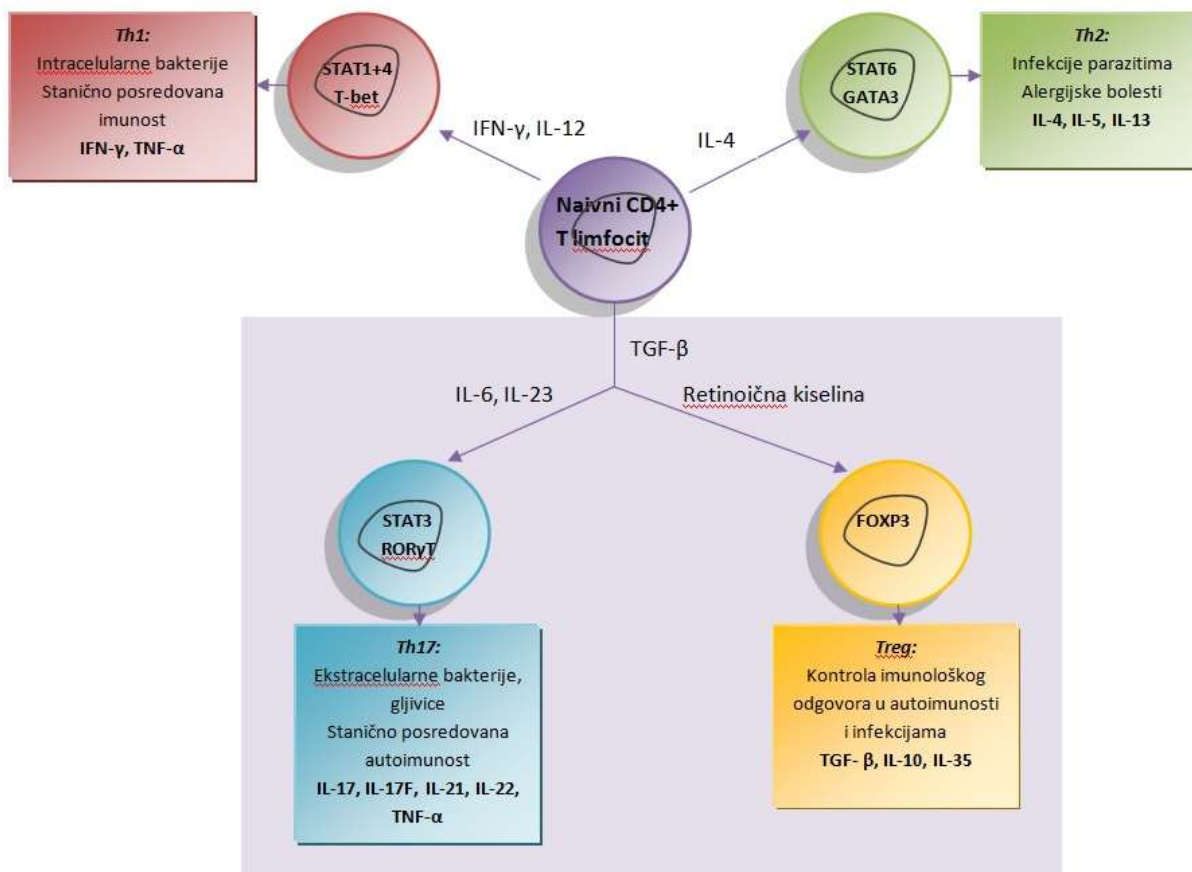 Th1:
Intracelularne bakterije
Stanično posredovana
imunost
IFN-γ, TNF-α
STAT1+4
T-bet
IFN-γ, IL-12
STAT6
GATA3
IL-4
Th2:
Infekcije parazitima
Alergijske bolesti
IL-4, IL-5, IL-13
Naivni CD4+
T limfocit
TGF-β
IL-6, IL-23
Retinoična kiselina
STAT3
RORγT
FOXP3
Th17:
Ekstracelularne bakterije,
gljivice
Stanično posredovana
autoimunost
IL-17, IL-17F, IL-21, IL-22,
TNF-α
Treg:
Kontrola imunološkog
odgovora u autoimunosti
i infekcijama
TGF- β, IL-10, IL-35